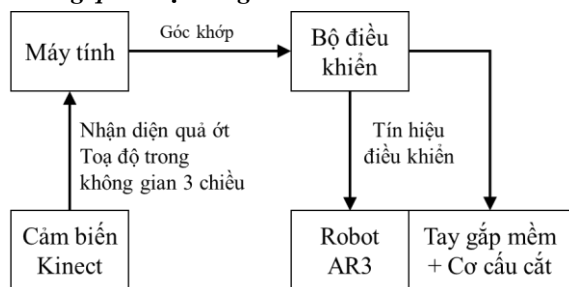 Máy tính
Góc khớp
Bộ điều
khiển
Nhận diện quả ớt
Toạ độ trong
không gian 3 chiều
Tín hiệu
điều khiển
Cảm biến
Kinect
Robot
AR3
Tay gắp mềm
+ Cơ cấu cắt